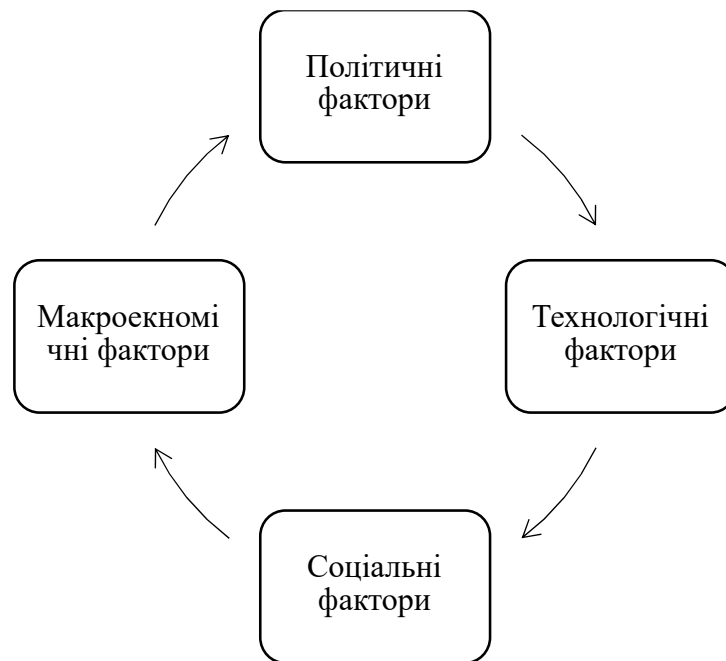 Політичні
фактори
Макроекномі
чні фактори
Технологічні
фактори
Соціальні
фактори